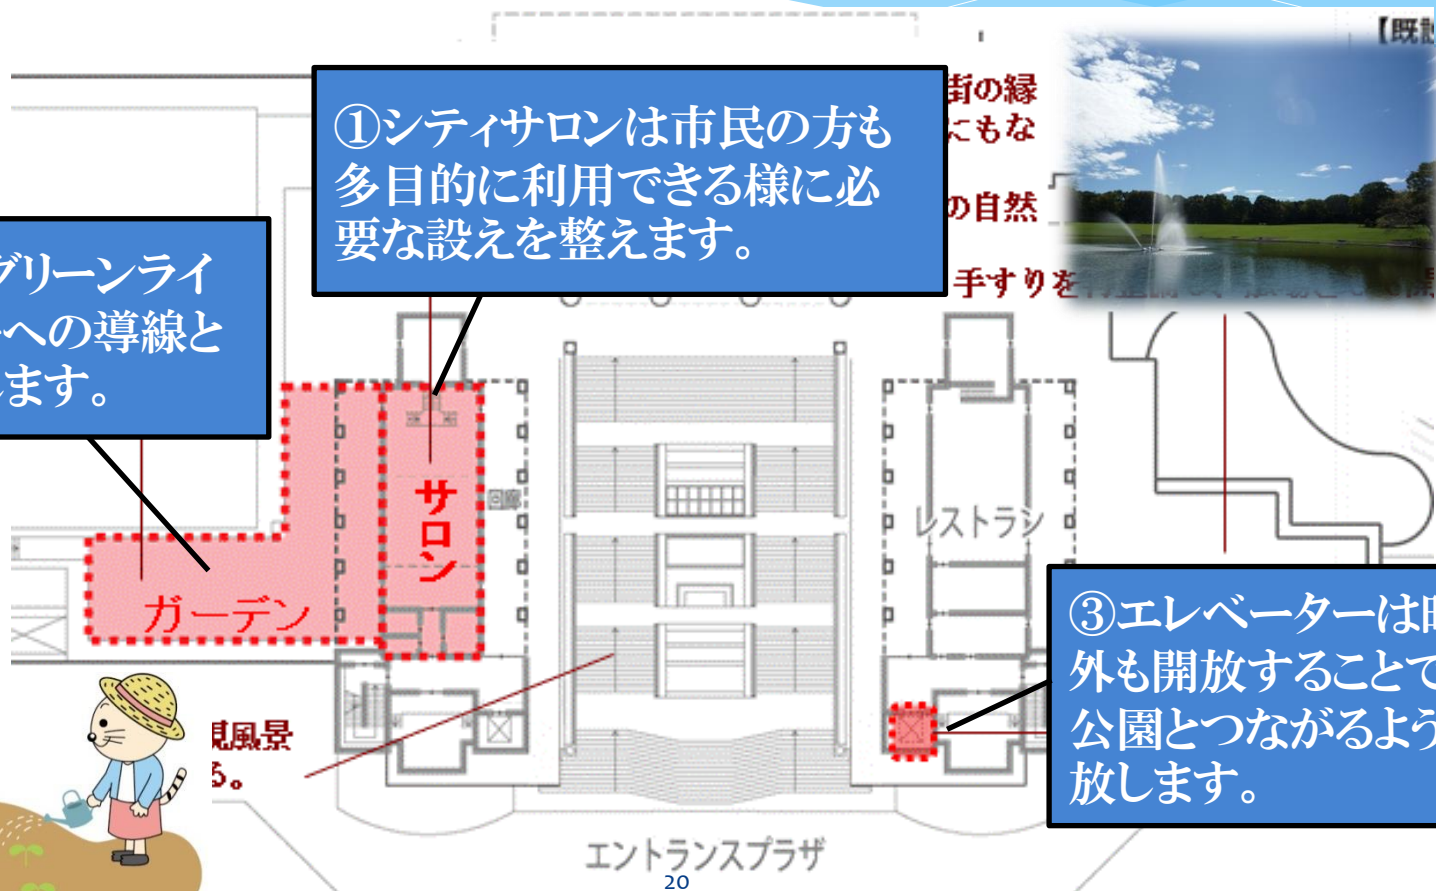 【既
街の縁
にもな
の自然
手すりを
①シティサロンは市民の方も
多目的に利用できる様に必
要な設えを整えます。
グリーンライ
への導線と
ます。
サロン
回廊
レストラン
ガーデン
③エレベーターは
外も開放することで
公園とつながるよう
放します。
見風景
る。
エントランスプラザ
20